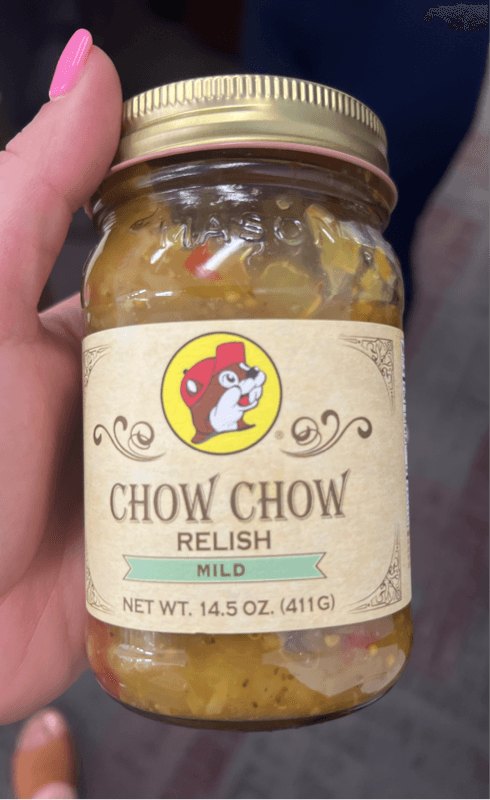 MASON
®
CHOW CHOW
RELISH
MILD
NET WT. 14.5 OZ. (411G)